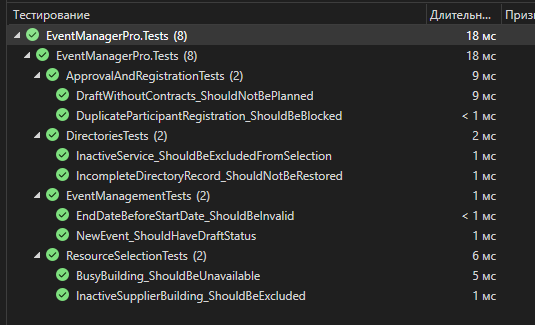 Тестирование Длительн... Призн
EventManagerPro.Tests (8) 18 мс
EventManagerPro.Tests (8) 18 мс
ApprovalAndRegistrationTests (2) 9 мс
DraftWithoutContracts_ShouldNotBePlanned 9 мс
DuplicateParticipantRegistration_ShouldBeBlocked < 1 мс
DirectoriesTests (2) 2 мс
InactiveService_ShouldBeExcludedFromSelection 1 мс
IncompleteDirectoryRecord_ShouldNotBeRestored 1 мс
EventManagementTests (2) 1 мс
EndDateBeforeStartDate_ShouldBeInvalid < 1 мс
NewEvent_ShouldHaveDraftStatus 1 мс
ResourceSelectionTests (2) 6 мс
BusyBuilding_ShouldBeUnavailable 5 мс
InactiveSupplierBuilding_ShouldBeExcluded 1 мс